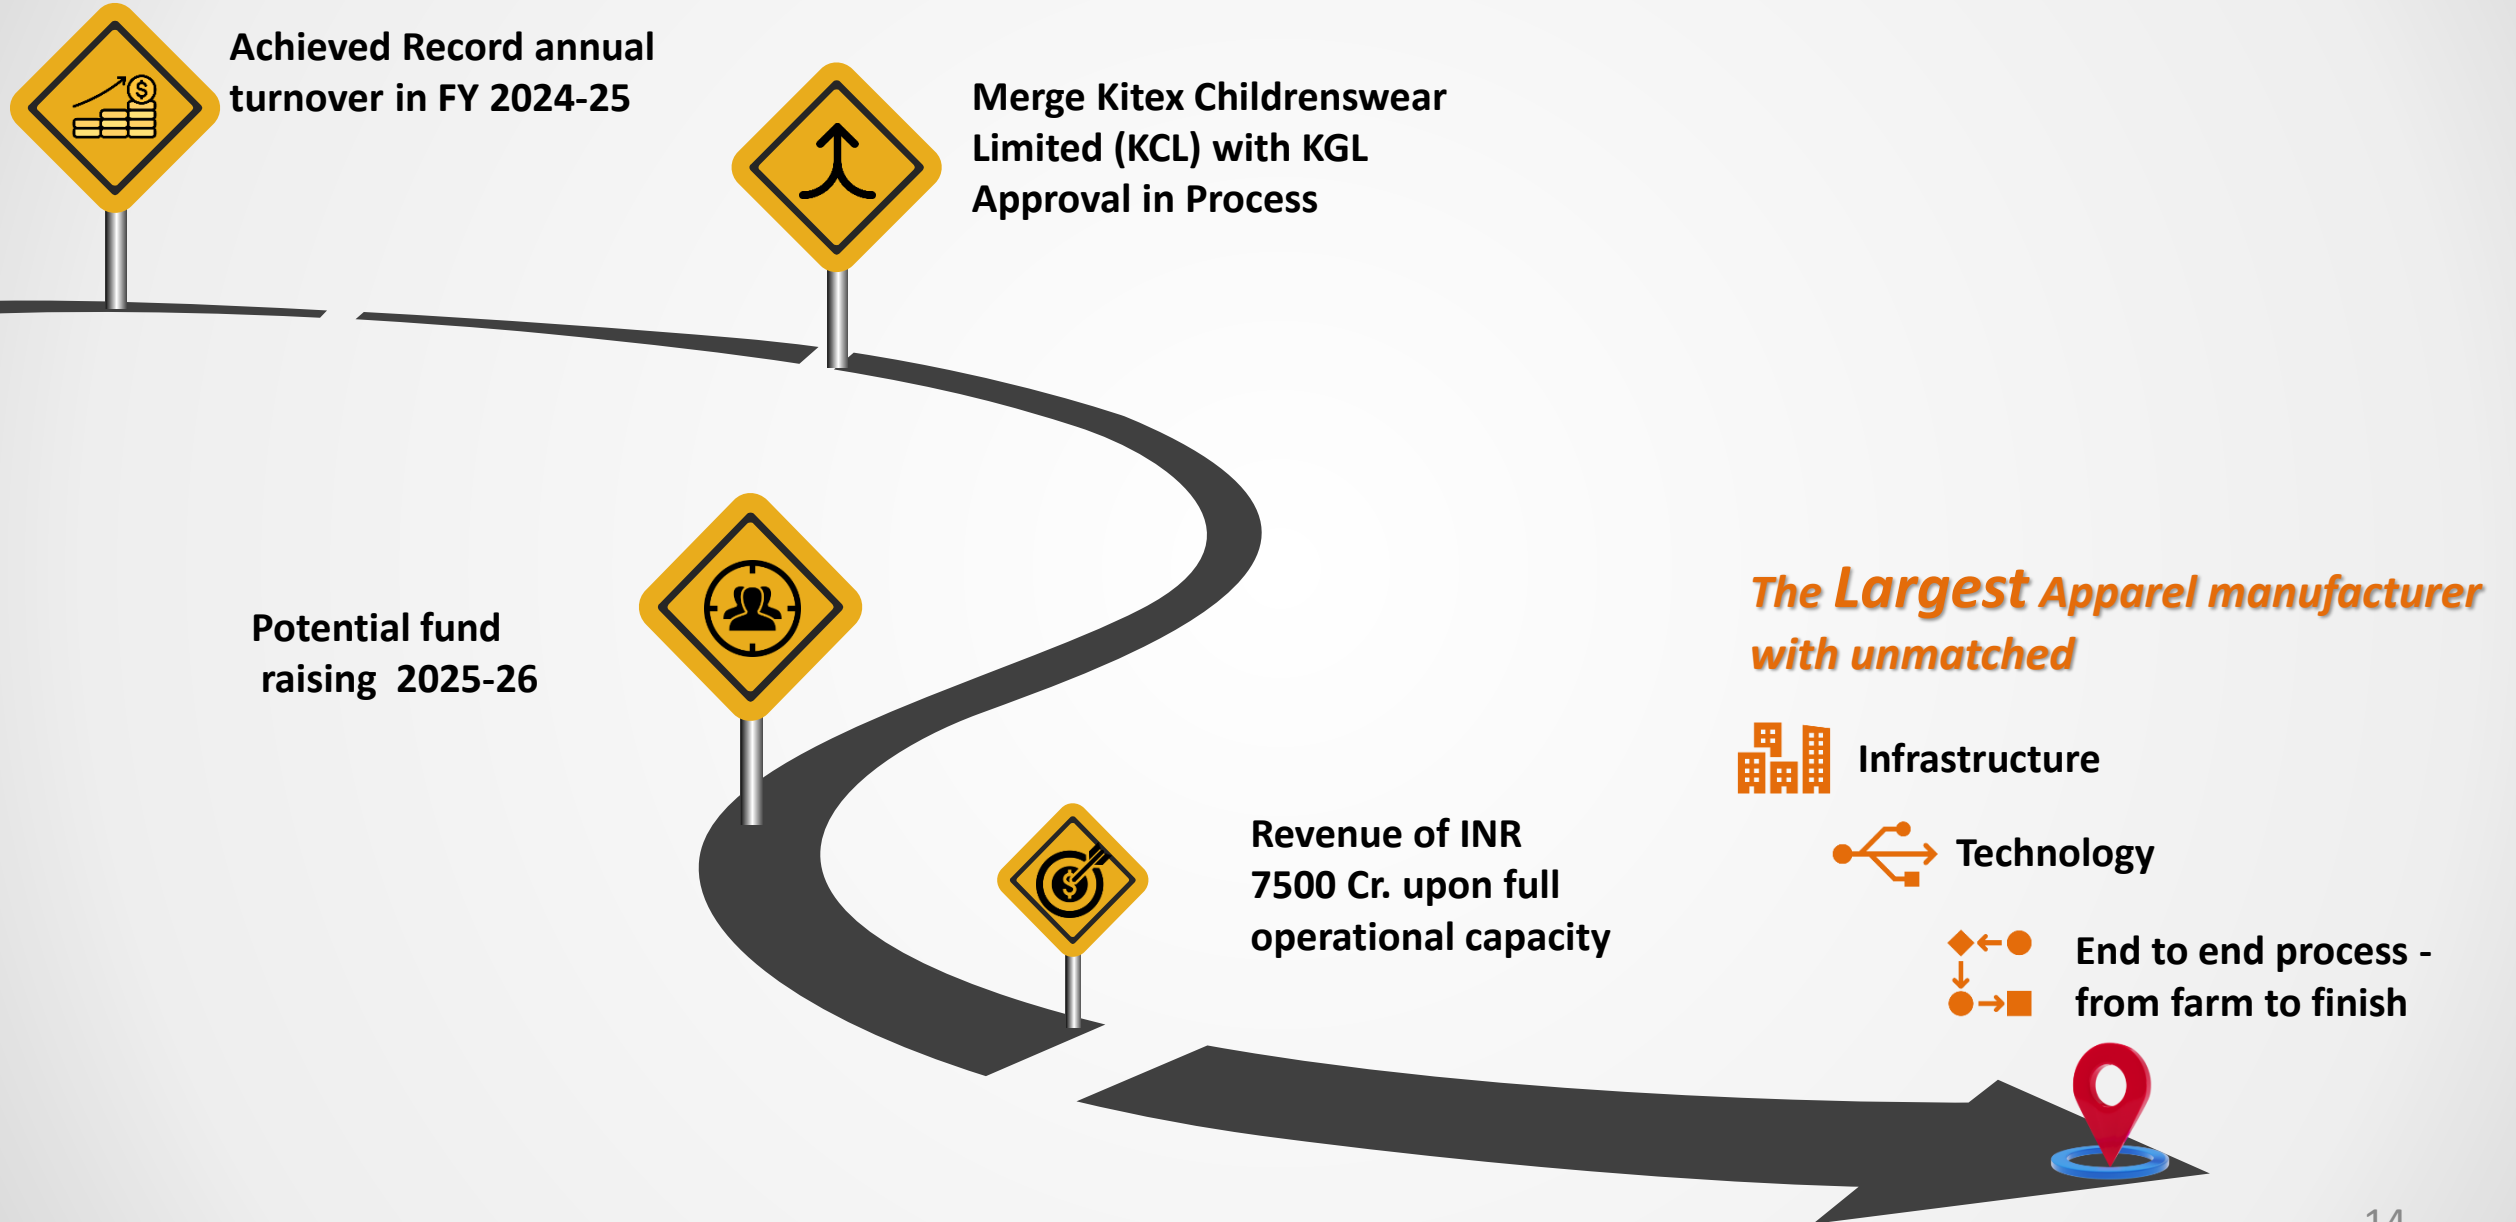 Achieved Record annual
turnover in FY 2024-25
Merge Kitex Childrenswear
Limited (KCL) with KGL
Approval in Process
Potential fund
raising 2025-26
Revenue of INR
7500 Cr. upon full
operational capacity
The Largest Apparel manufacturer
with unmatched
Infrastructure
Technology
End to end process -
from farm to finish
14